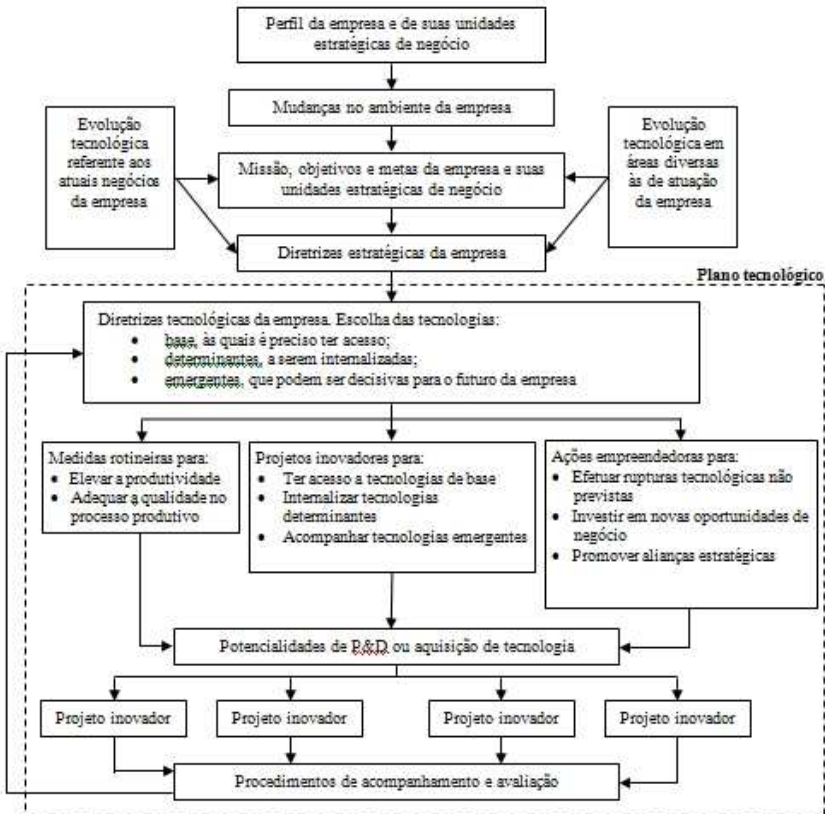 Perfil da empresa e de suas unidades
estratégicas de negócio
Mudanças no ambiente da empresa
Evolução
tecnológica
referente aos
atuais negócios
da empresa
Missão, objetivos e metas da empresa e suas
unidades estratégicas de negócio
Evolução
tecnológica em
áreas diversas
às de atuação
da empresa
Diretrizes estratégicas da empresa
Plano tecnológico
Diretrizes tecnológicas da empresa. Escolha das tecnologias:
• base, às quais é preciso ter acesso;
• determinantes, a serem internalizadas;
• emergentes, que podem ser decisivas para o futuro da empresa
Medidas rotineiras para:
• Elevar a produtividade
• Adequar a qualidade no
processo produtivo
Projetos inovadores para:
• Ter acesso a tecnologias de base
• Internalizar tecnologias
determinantes
• Acompanhar tecnologias emergentes
Ações empreendedoras para:
• Efetuar rupturas tecnológicas não
previstas
• Investir em novas oportunidades de
negócio
• Promover alianças estratégicas
Potencialidades de P&D ou aquisição de tecnologia
Projeto inovador
Projeto inovador
Projeto inovador
Projeto inovador
Procedimentos de acompanhamento e avaliação